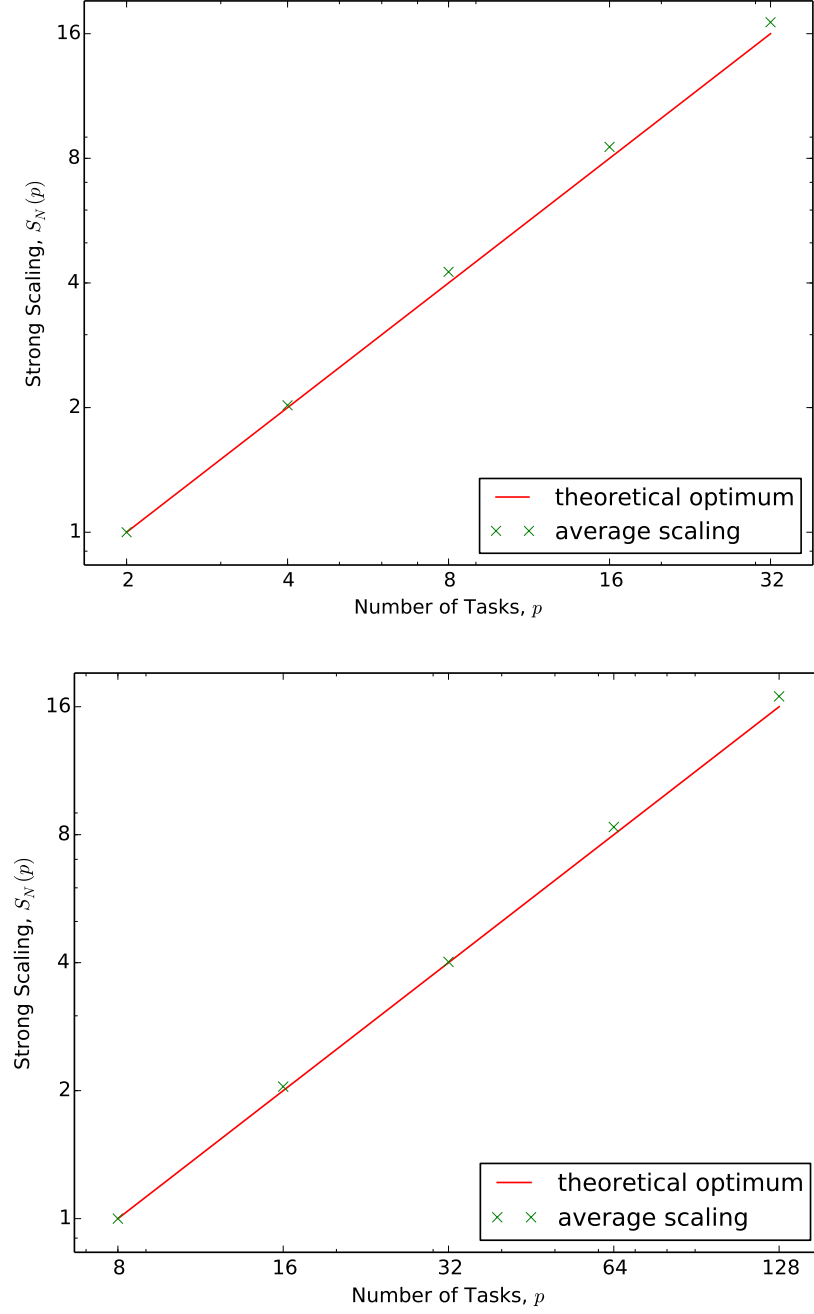 16
8
4
2
1
Strong Scaling, S_N(p)
theoretical optimum
average scaling
2 4 8 16 32
Number of Tasks, p
16
8
4
2
1
Strong Scaling, S_N(p)
theoretical optimum
average scaling
8 16 32 64 128
Number of Tasks, p